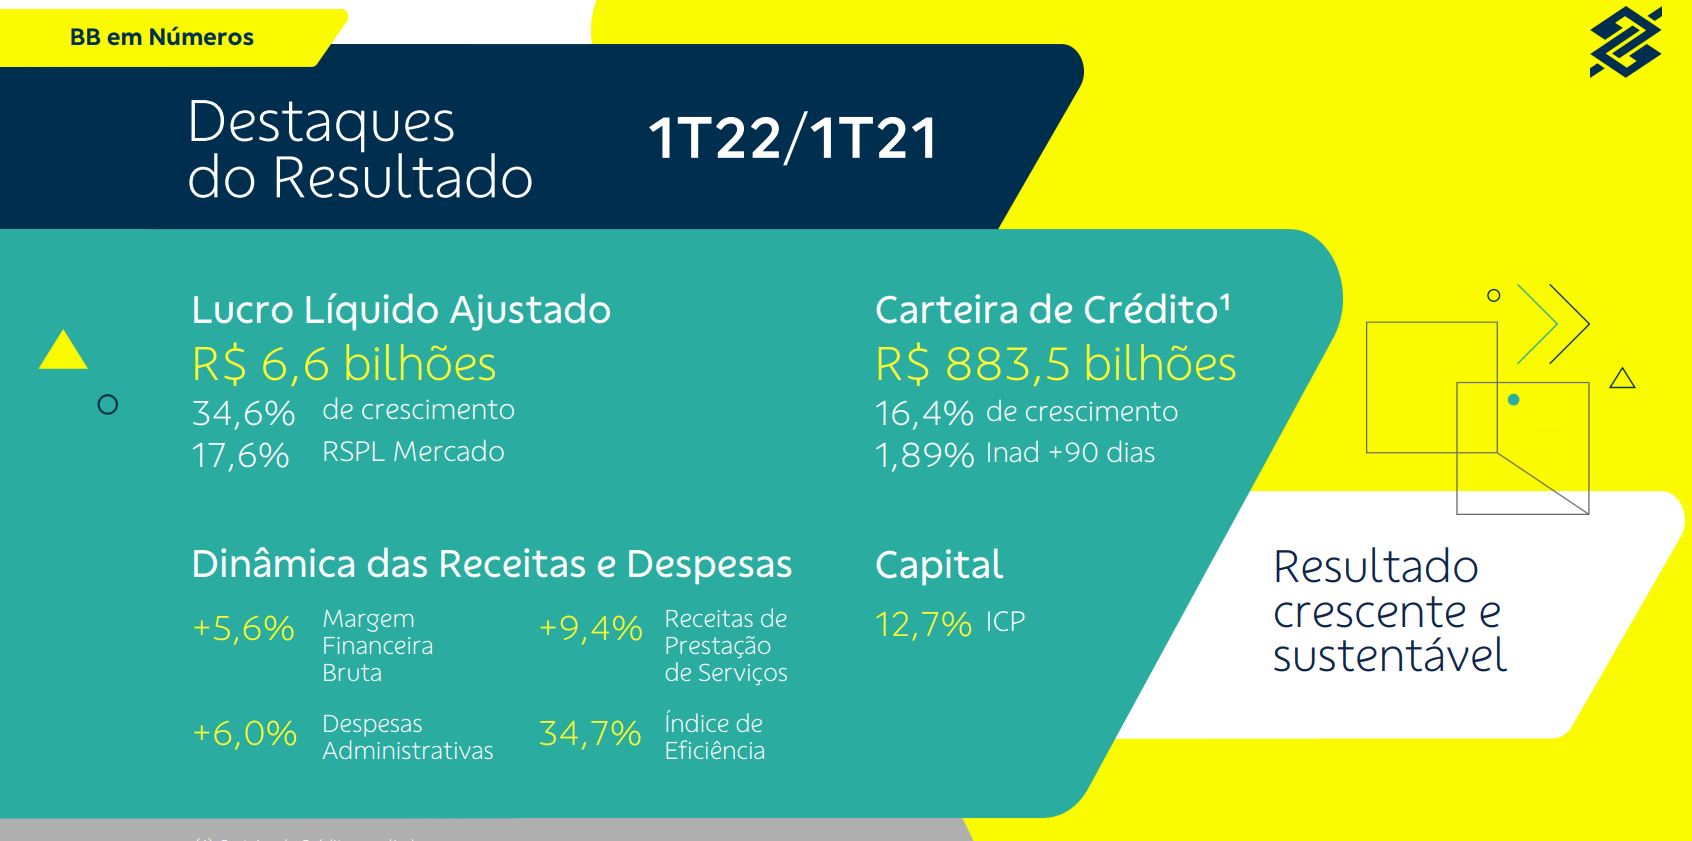 BB em Números
Destaques
do Resultado
1T22/1T21
Lucro Líquido Ajustado
R$ 6,6 bilhões
34,6% de crescimento
17,6% RSPL Mercado
Carteira de Crédito¹
R$ 883,5 bilhões
16,4% de crescimento
1,89% Inad +90 dias
Dinâmica das Receitas e Despesas
+5,6% Margem
Financeira
Bruta
+9,4% Receitas de
Prestação
de Serviços
+6,0% Despesas
Administrativas
34,7% Índice de
Eficiência
Capital
12,7% ICP
Resultado
crescente e
sustentável